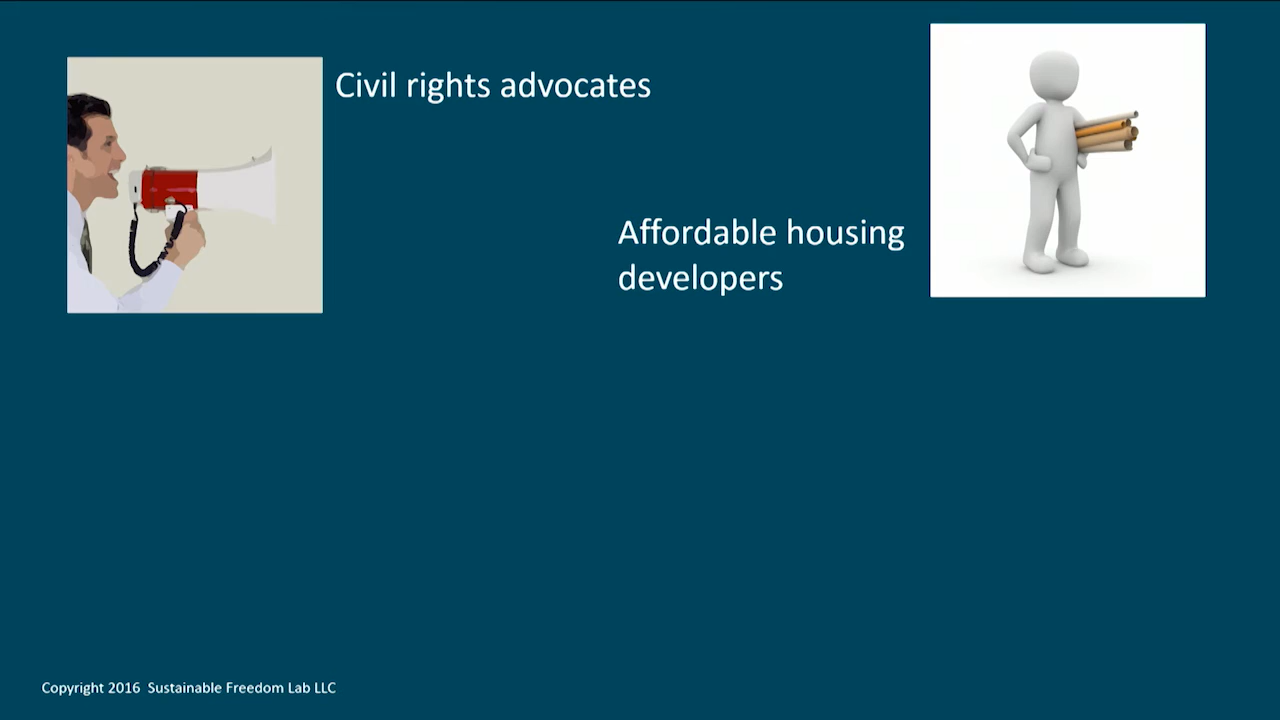 Civil rights advocates
Affordable housing
developers
Copyright 2016 Sustainable Freedom Lab LLC